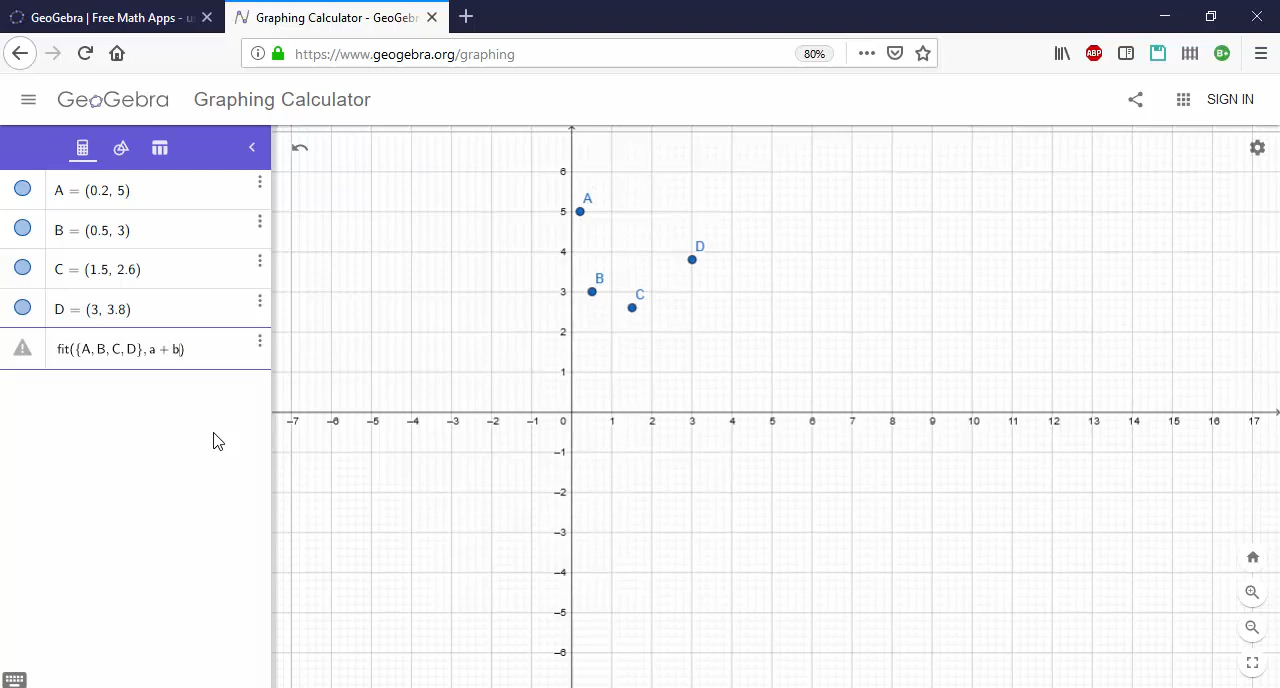 GeoGebra | Free Math Apps - us
Graphing Calculator - GeoGebr
https://www.geogebra.org/graphing
80%
ABP
B+
GeoGebra
Graphing Calculator
SIGN IN
A = (0.2, 5)
B = (0.5, 3)
C = (1.5, 2.6)
D = (3, 3.8)
fit({A, B, C, D}, a + b)
6
A
5
4
D
3
B
C
2
1
–7 –6 –5 –4 –3 –2 –1 0 1 2 3 4 5 6 7 8 9 10 11 12 13 14 15 16 17
–1
–2
–3
–4
–5
–6